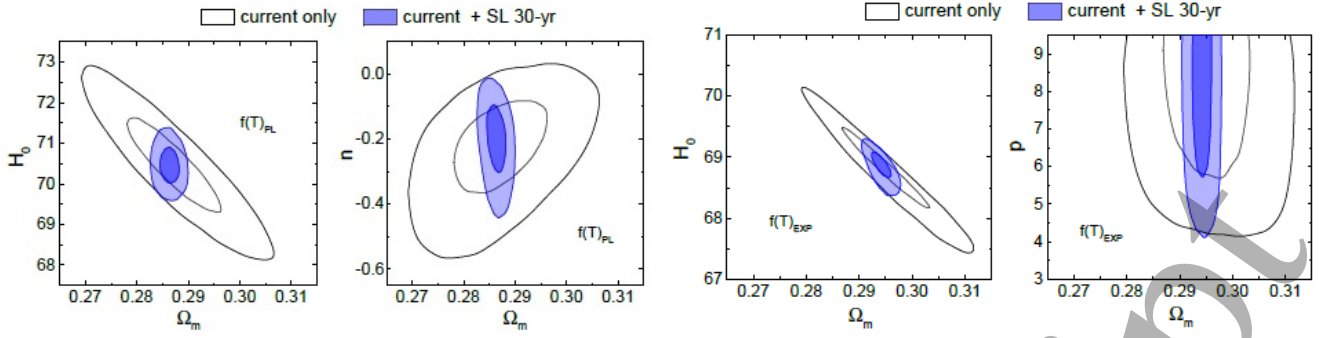 current only current + SL 30-yr
current only current + SL 30-yr
73
72
71
70
69
68
H₀
f(T)PL
0.27 0.28 0.29 0.30 0.31
Ωm
0.0
-0.2
-0.4
-0.6
n
f(T)PL
0.27 0.28 0.29 0.30 0.31
Ωm
71
70
69
68
67
H₀
f(T)EXP
0.27 0.28 0.29 0.30 0.31
Ωm
9
8
7
6
5
4
3
p
f(T)EXP
0.27 0.28 0.29 0.30 0.31
Ωm